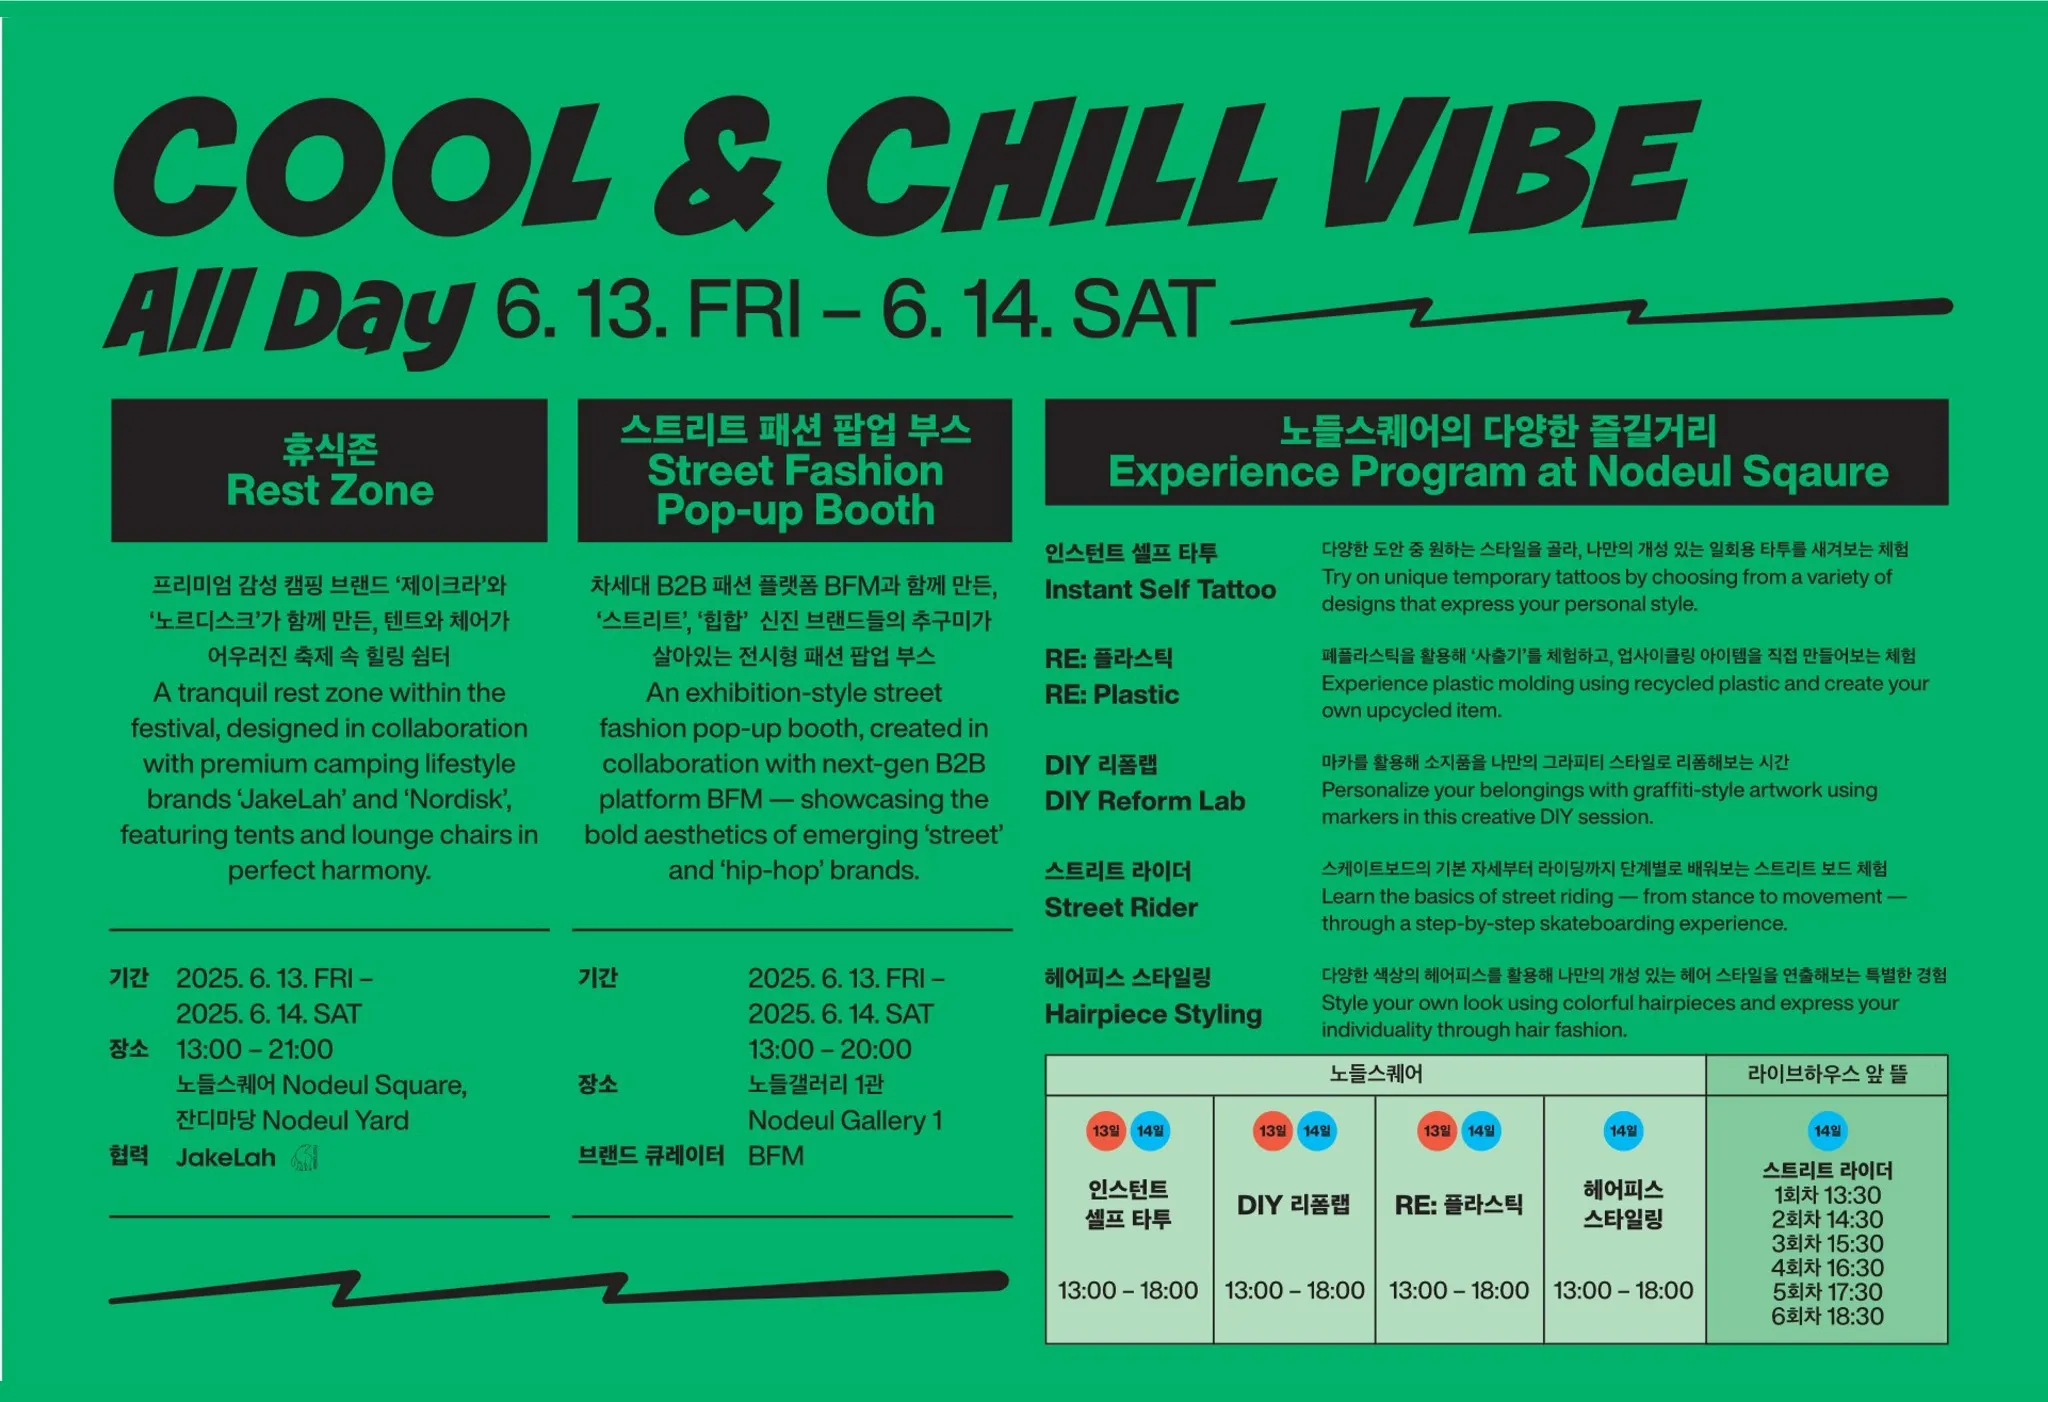 COOL & CHILL VIBE
All Day 6. 13. FRI – 6. 14. SAT
휴식존
Rest Zone
프리미엄 감성 캠핑 브랜드 ‘제이크라’와
‘노르디스크’가 함께 만든, 텐트와 체어가
어우러진 축제 속 힐링 쉼터
A tranquil rest zone within the
festival, designed in collaboration
with premium camping lifestyle
brands ‘JakeLah’ and ‘Nordisk’,
featuring tents and lounge chairs in
perfect harmony.
기간 2025. 6. 13. FRI –
2025. 6. 14. SAT
장소 13:00 – 21:00
노들스퀘어 Nodeul Square,
잔디마당 Nodeul Yard
협력 JakeLah
스트리트 패션 팝업 부스
Street Fashion
Pop-up Booth
차세대 B2B 패션 플랫폼 BFM과 함께 만든,
‘스트리트’, ‘힙합’ 신진 브랜드들의 추구미가
살아있는 전시형 패션 팝업 부스
An exhibition-style street
fashion pop-up booth, created in
collaboration with next-gen B2B
platform BFM — showcasing the
bold aesthetics of emerging ‘street’
and ‘hip-hop’ brands.
기간 2025. 6. 13. FRI –
2025. 6. 14. SAT
13:00 – 20:00
장소 노들갤러리 1관
Nodeul Gallery 1
브랜드 큐레이터 BFM
노들스퀘어의 다양한 즐길거리
Experience Program at Nodeul Sqaure
인스턴트 셀프 타투
Instant Self Tattoo
다양한 도안 중 원하는 스타일을 골라, 나만의 개성 있는 일회용 타투를 새겨보는 체험
Try on unique temporary tattoos by choosing from a variety of
designs that express your personal style.
RE: 플라스틱
RE: Plastic
폐플라스틱을 활용해 ‘사출기’를 체험하고, 업사이클링 아이템을 직접 만들어보는 체험
Experience plastic molding using recycled plastic and create your
own upcycled item.
DIY 리폼랩
DIY Reform Lab
마카를 활용해 소지품을 나만의 그라피티 스타일로 리폼해보는 시간
Personalize your belongings with graffiti-style artwork using
markers in this creative DIY session.
스트리트 라이더
Street Rider
스케이트보드의 기본 자세부터 라이딩까지 단계별로 배워보는 스트리트 보드 체험
Learn the basics of street riding — from stance to movement —
through a step-by-step skateboarding experience.
헤어피스 스타일링
Hairpiece Styling
다양한 색상의 헤어피스를 활용해 나만의 개성 있는 헤어 스타일을 연출해보는 특별한 경험
Style your own look using colorful hairpieces and express your
individuality through hair fashion.
노들스퀘어
13일 14일
인스턴트
셀프 타투
13:00 – 18:00
13일 14일
DIY 리폼랩
13:00 – 18:00
13일 14일
RE: 플라스틱
13:00 – 18:00
14일
헤어피스
스타일링
13:00 – 18:00
라이브하우스 앞 뜰
14일
스트리트 라이더
1회차 13:30
2회차 14:30
3회차 15:30
4회차 16:30
5회차 17:30
6회차 18:30